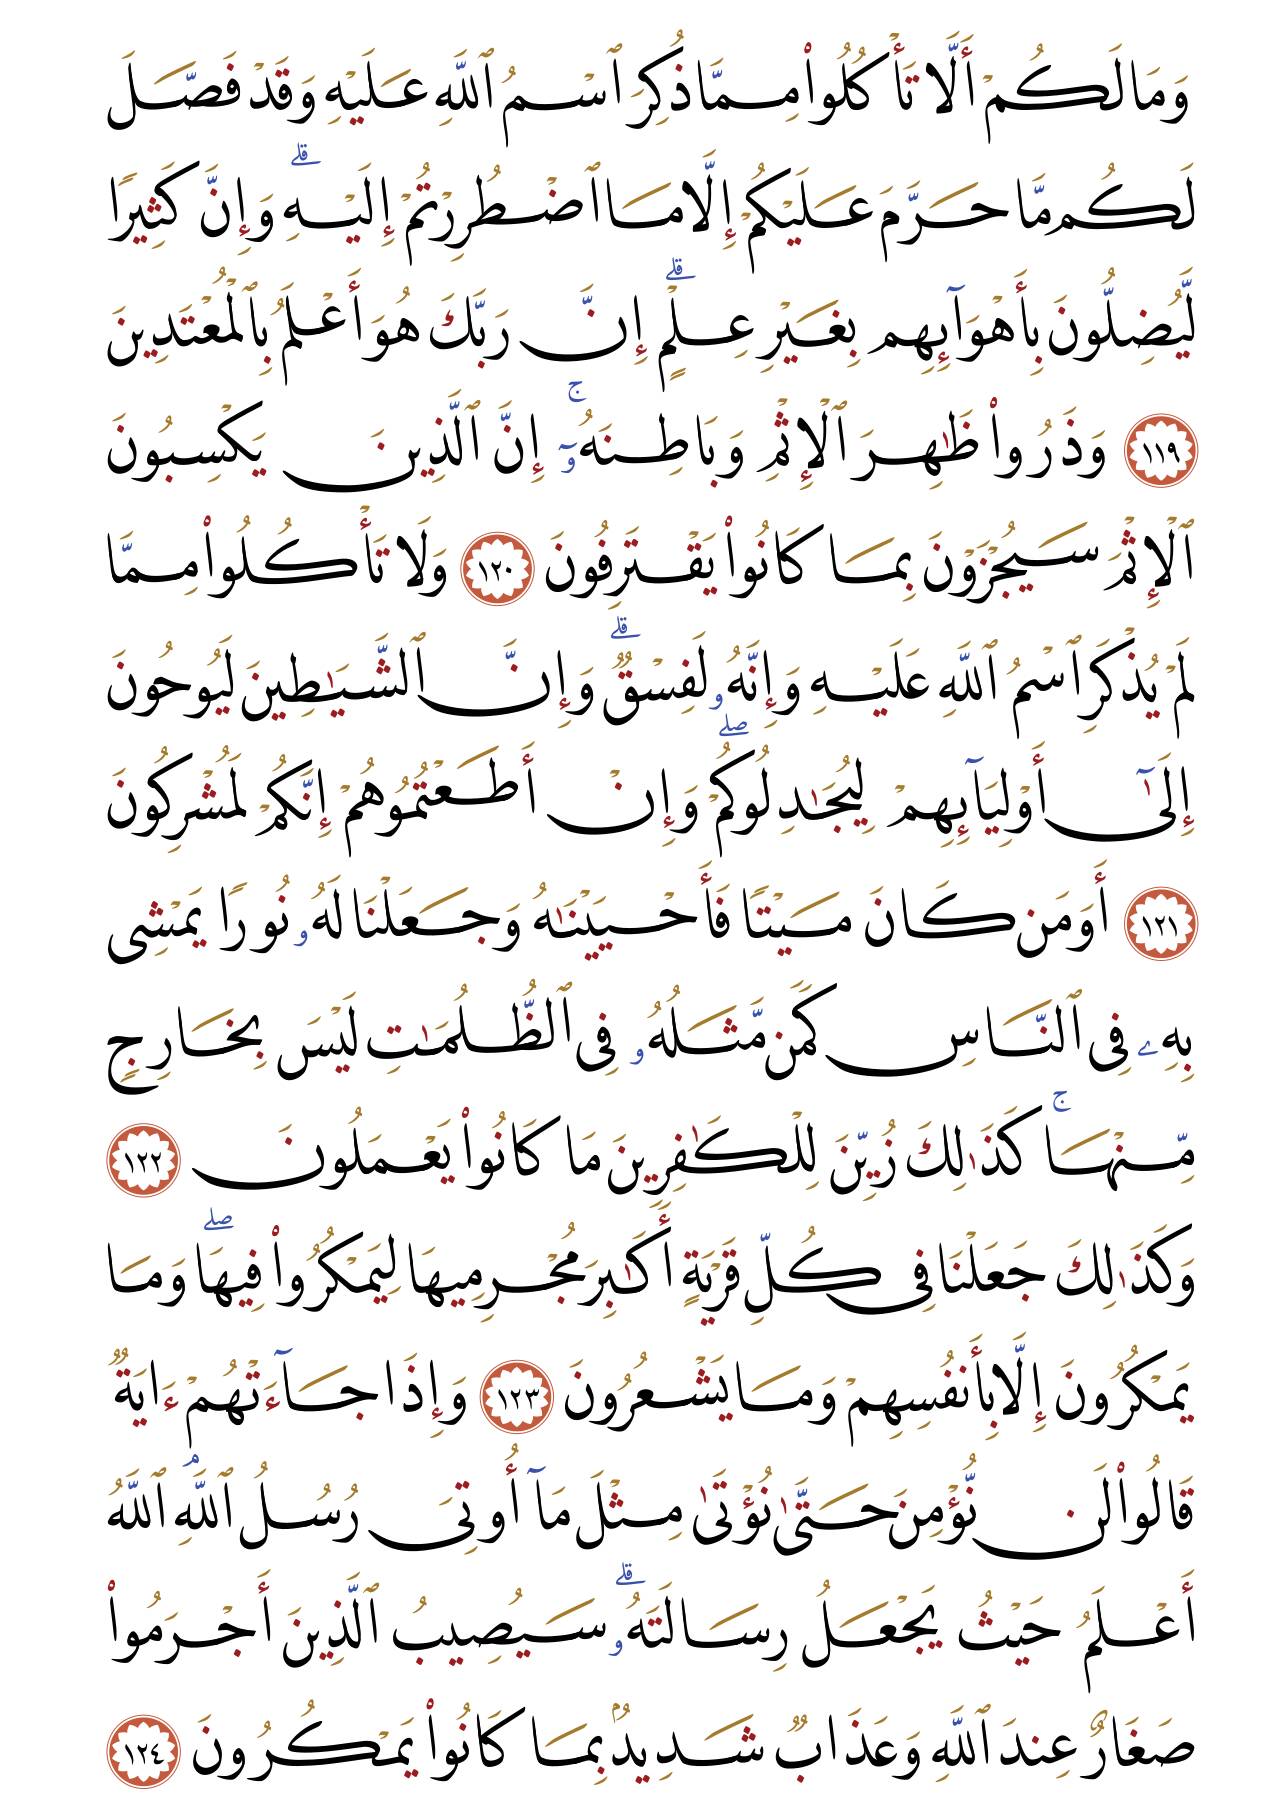 وَمَا لَكُمْ أَلَّا تَأْكُلُوا۟ مِمَّا ذُكِرَ ٱسْمُ ٱللَّهِ عَلَيْهِ وَقَدْ فَصَّلَ
لَكُم مَّا حَرَّمَ عَلَيْكُمْ إِلَّا مَا ٱضْطُرِرْتُمْ إِلَيْهِ ۗ وَإِنَّ كَثِيرًا
لَّيُضِلُّونَ بِأَهْوَآئِهِم بِغَيْرِ عِلْمٍ ۗ إِنَّ رَبَّكَ هُوَ أَعْلَمُ بِٱلْمُعْتَدِينَ
١١٩ وَذَرُوا۟ ظَٰهِرَ ٱلْإِثْمِ وَبَاطِنَهُۥٓ ۚ إِنَّ ٱلَّذِينَ يَكْسِبُونَ
ٱلْإِثْمَ سَيُجْزَوْنَ بِمَا كَانُوا۟ يَقْتَرِفُونَ ١٢٠ وَلَا تَأْكُلُوا۟ مِمَّا
لَمْ يُذْكَرِ ٱسْمُ ٱللَّهِ عَلَيْهِ وَإِنَّهُۥ لَفِسْقٌ ۗ وَإِنَّ ٱلشَّيَٰطِينَ لَيُوحُونَ
إِلَىٰٓ أَوْلِيَآئِهِمْ لِيُجَٰدِلُوكُمْ ۖ وَإِنْ أَطَعْتُمُوهُمْ إِنَّكُمْ لَمُشْرِكُونَ
١٢١ أَوَمَن كَانَ مَيْتًا فَأَحْيَيْنَٰهُ وَجَعَلْنَا لَهُۥ نُورًا يَمْشِى
بِهِۦ فِى ٱلنَّاسِ كَمَن مَّثَلُهُۥ فِى ٱلظُّلُمَٰتِ لَيْسَ بِخَارِجٍ
مِّنْهَا ۚ كَذَٰلِكَ زُيِّنَ لِلْكَٰفِرِينَ مَا كَانُوا۟ يَعْمَلُونَ ١٢٢
وَكَذَٰلِكَ جَعَلْنَا فِى كُلِّ قَرْيَةٍ أَكَٰبِرَ مُجْرِمِيهَا لِيَمْكُرُوا۟ فِيهَا ۖ وَمَا
يَمْكُرُونَ إِلَّا بِأَنفُسِهِمْ وَمَا يَشْعُرُونَ ١٢٣ وَإِذَا جَآءَتْهُمْ ءَايَةٌ
قَالُوا۟ لَن نُّؤْمِنَ حَتَّىٰ نُؤْتَىٰ مِثْلَ مَآ أُوتِىَ رُسُلُ ٱللَّهِ ۘ ٱللَّهُ
أَعْلَمُ حَيْثُ يَجْعَلُ رِسَالَتَهُۥ ۗ سَيُصِيبُ ٱلَّذِينَ أَجْرَمُوا۟
صَغَارٌ عِندَ ٱللَّهِ وَعَذَابٌ شَدِيدٌۢ بِمَا كَانُوا۟ يَمْكُرُونَ ١٢٤